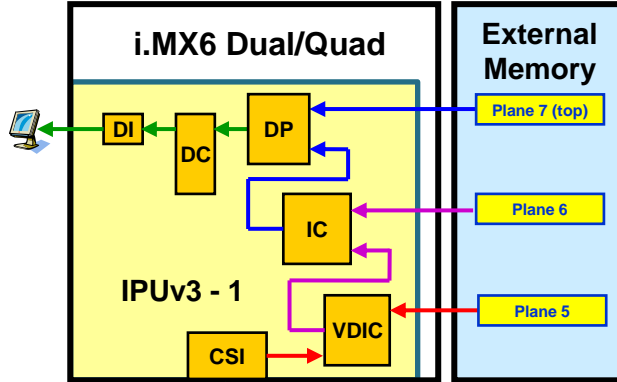 i.MX6 Dual/Quad
External
Memory
DI
DC
DP
Plane 7 (top)
IC
Plane 6
IPUv3 - 1
VDIC
Plane 5
CSI